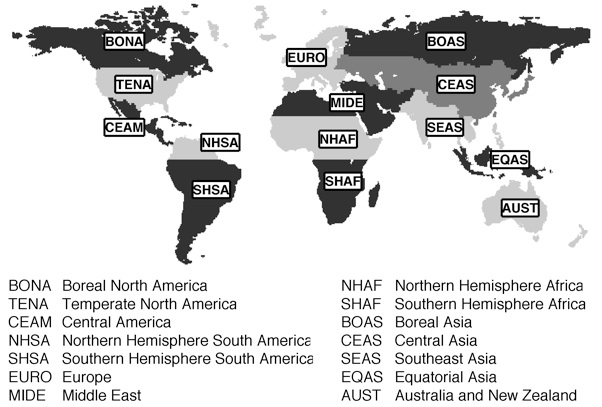 BONA
BOAS
EURO
TENA
CEAS
MIDE
CEAM
SEAS
NHSA
NHAF
EQAS
SHSA
SHAF
AUST
BONA Boreal North America
TENA Temperate North America
CEAM Central America
NHSA Northern Hemisphere South America
SHSA Southern Hemisphere South America
EURO Europe
MIDE Middle East
NHAF Northern Hemisphere Africa
SHAF Southern Hemisphere Africa
BOAS Boreal Asia
CEAS Central Asia
SEAS Southeast Asia
EQAS Equatorial Asia
AUST Australia and New Zealand